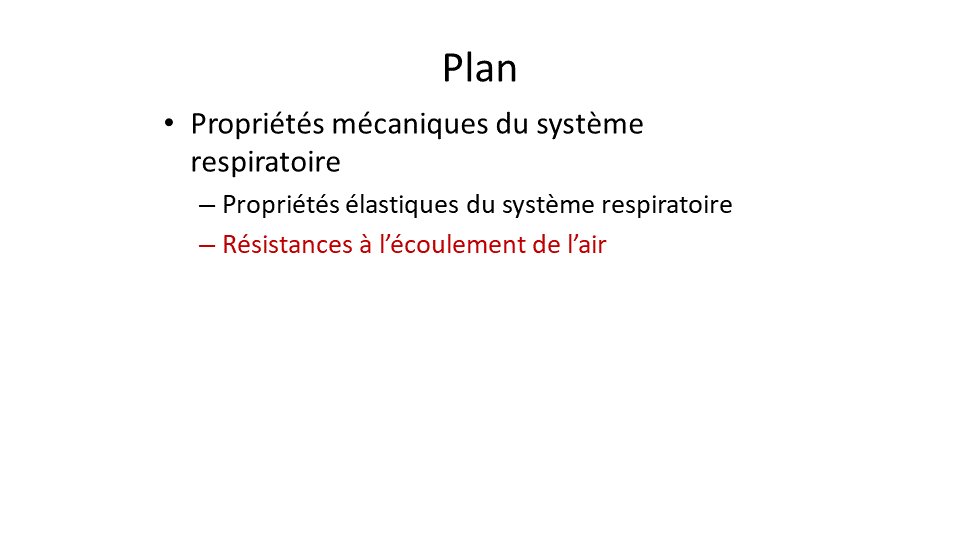 Plan
• Propriétés mécaniques du système
respiratoire
– Propriétés élastiques du système respiratoire
– Résistances à l’écoulement de l’air